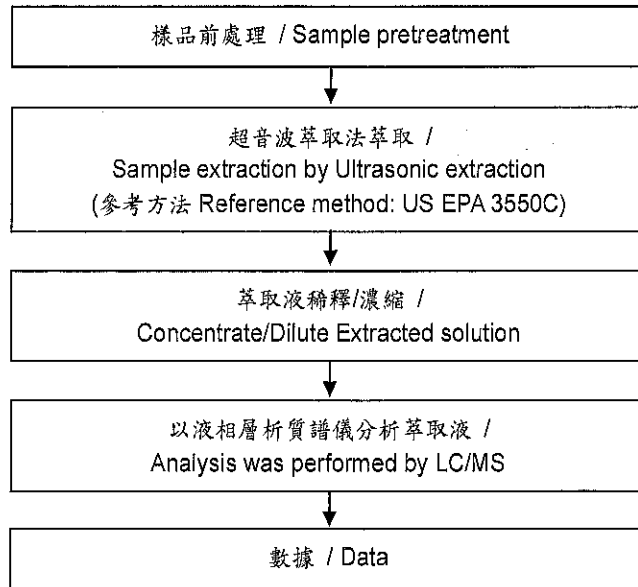 樣品前處理 / Sample pretreatment
超音波萃取法萃取 /
Sample extraction by Ultrasonic extraction
(參考方法 Reference method: US EPA 3550C)
萃取液稀釋/濃縮 /
Concentrate/Dilute Extracted solution
以液相層析質譜儀分析萃取液 /
Analysis was performed by LC/MS
數據 / Data